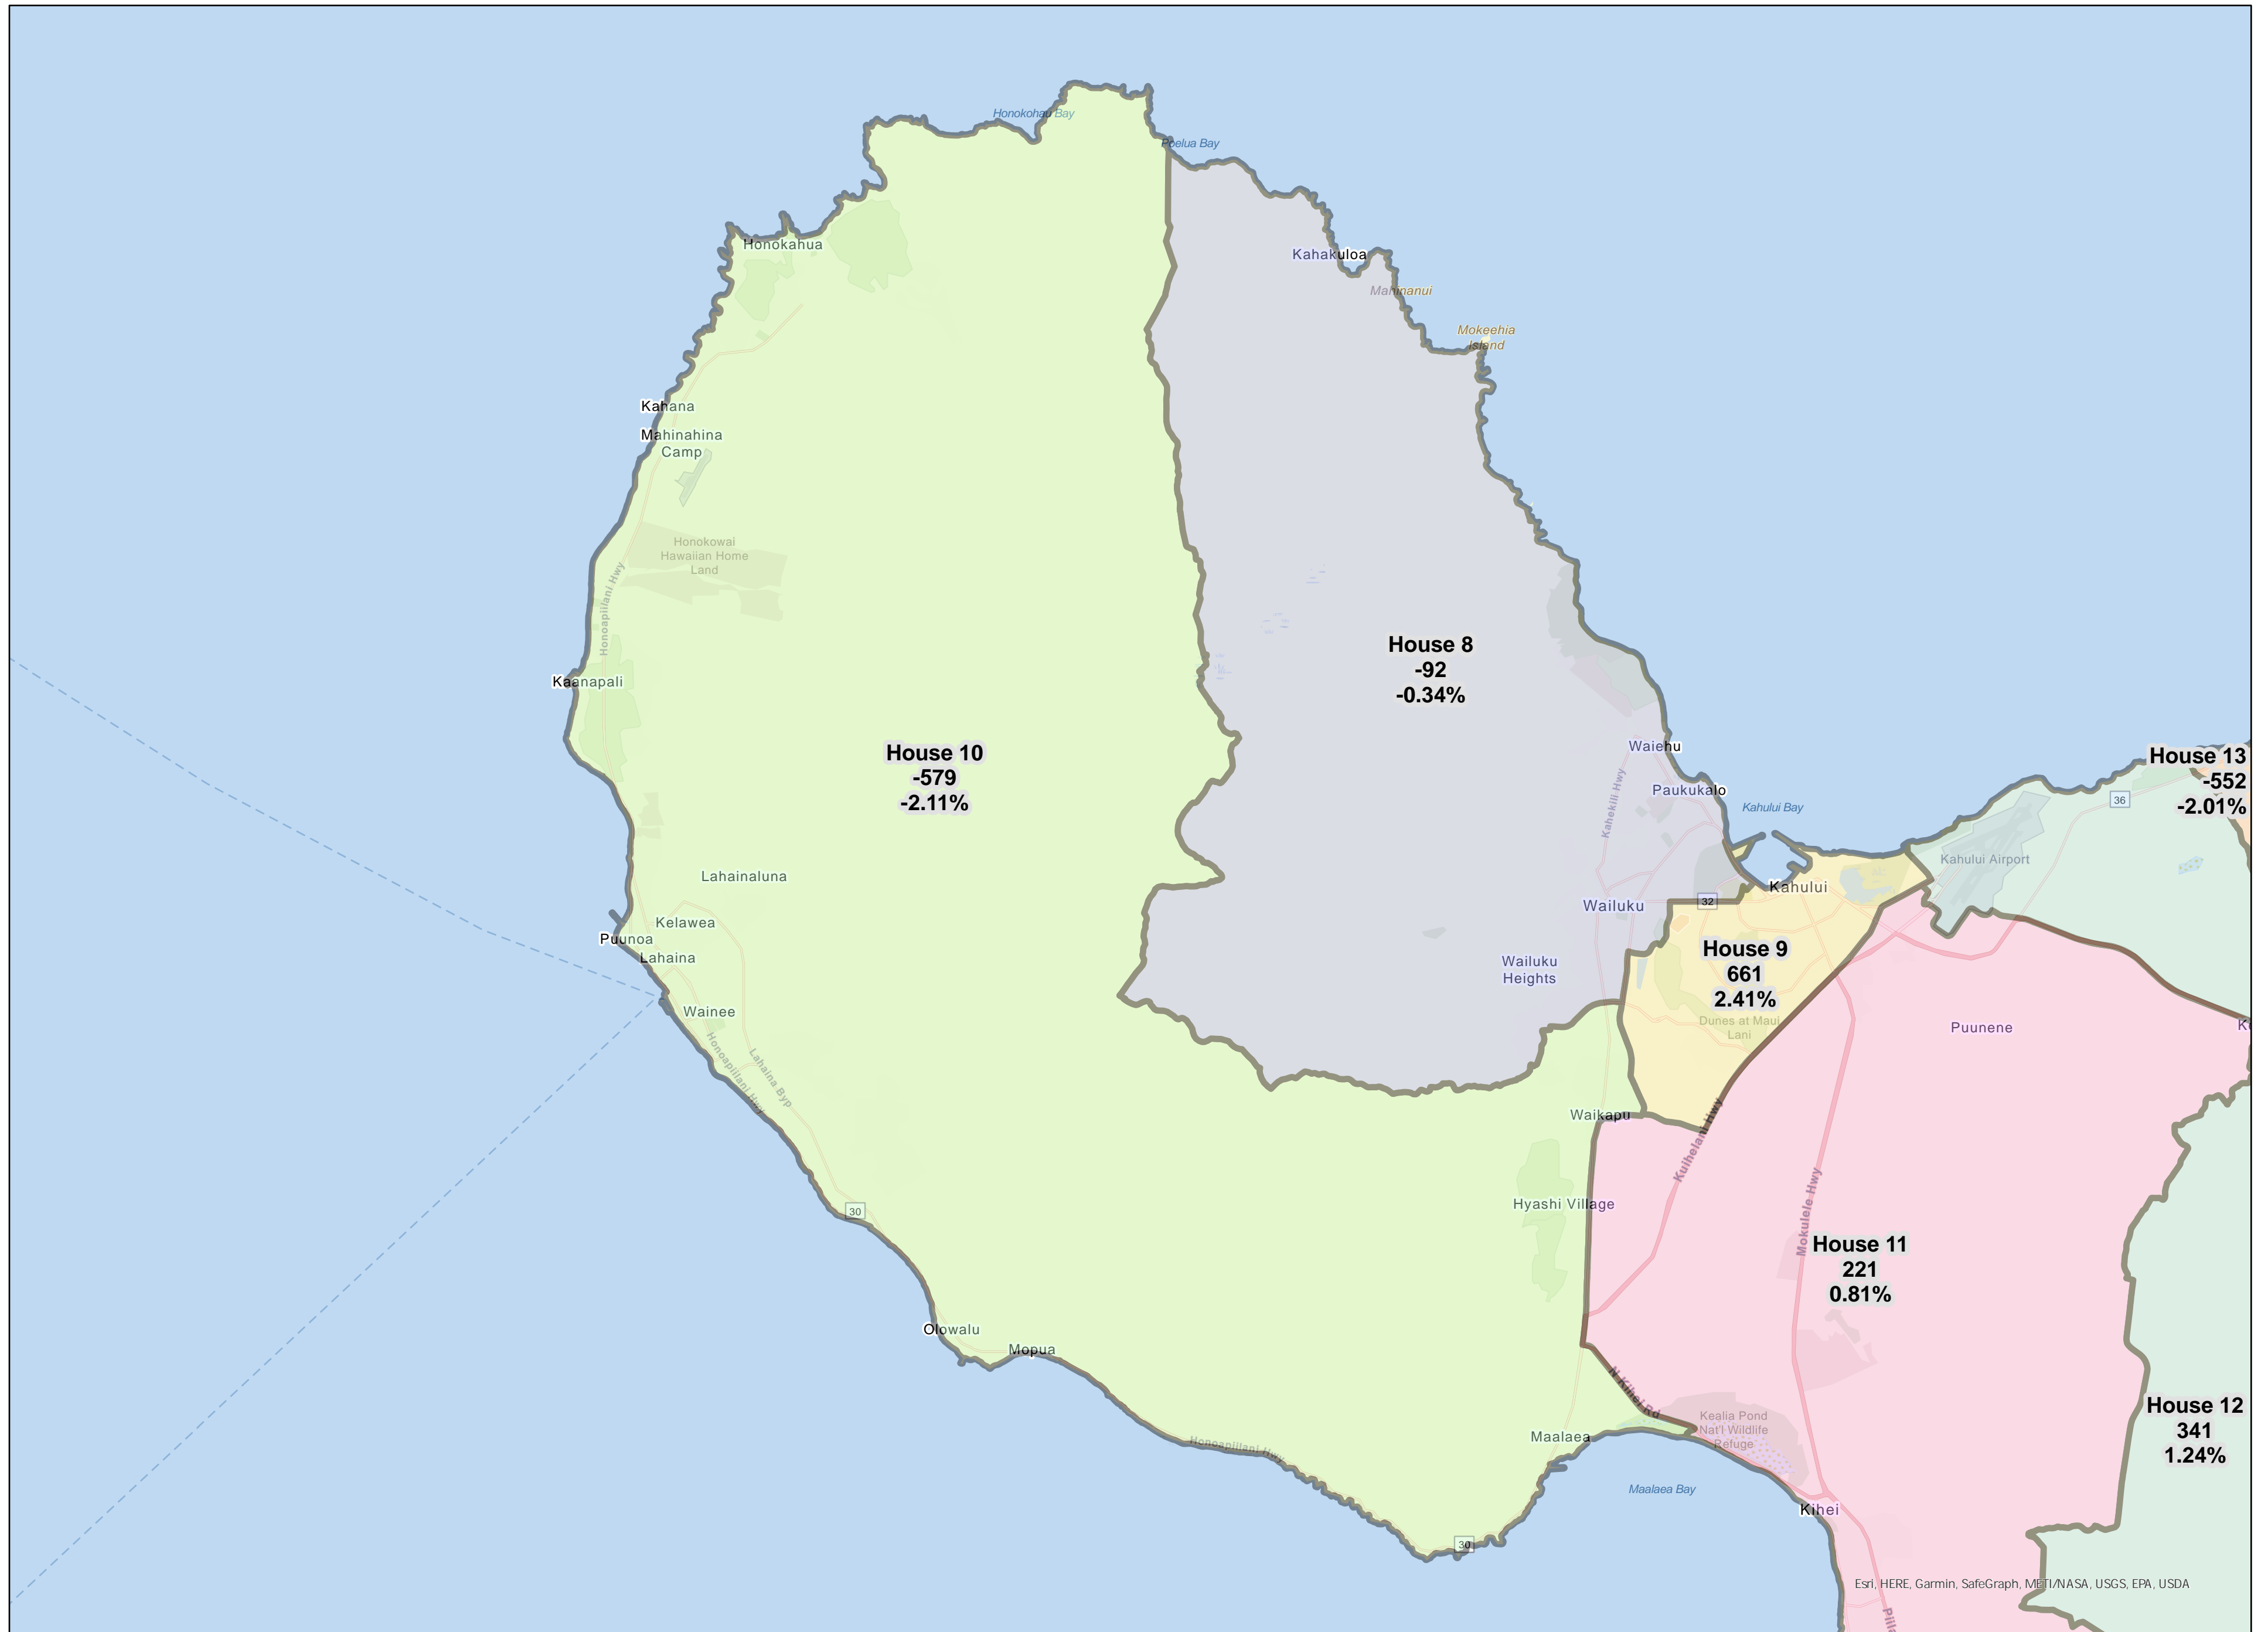 Honokohau Bay
Poelua Bay
Honokahua
Kahakuloa
Mahinanui
Mokeehia
Island
Kahana
Mahinahina
Camp
Honokowai
Hawaiian Home
Land
Honoapiilani Hwy
House 8
-92
-0.34%
Kaanapali
House 10
-579
-2.11%
Waiehu
Kahekili Hwy
Paukukalo
Kahului Bay
House 13
-552
-2.01%
36
Kahului Airport
Lahainaluna
Kahului
32
Wailuku
Kelawea
Puunoa
Lahaina
House 9
661
2.41%
Wailuku
Heights
Wainee
Dunes at Maui
Lani
Puunene
Honoapiilani Hwy
Lahaina Byp
Waikapu
Kuihelani Hwy
Mokulele Hwy
30
Hyashi Village
House 11
221
0.81%
Olowalu
Mopua
N Kihei Rd
House 12
341
1.24%
Kealia Pond
Nat'l Wildlife
Refuge
Maalaea
Honoapiilani Hwy
Maalaea Bay
Kihei
30
Esri, HERE, Garmin, SafeGraph, METI/NASA, USGS, EPA, USDA